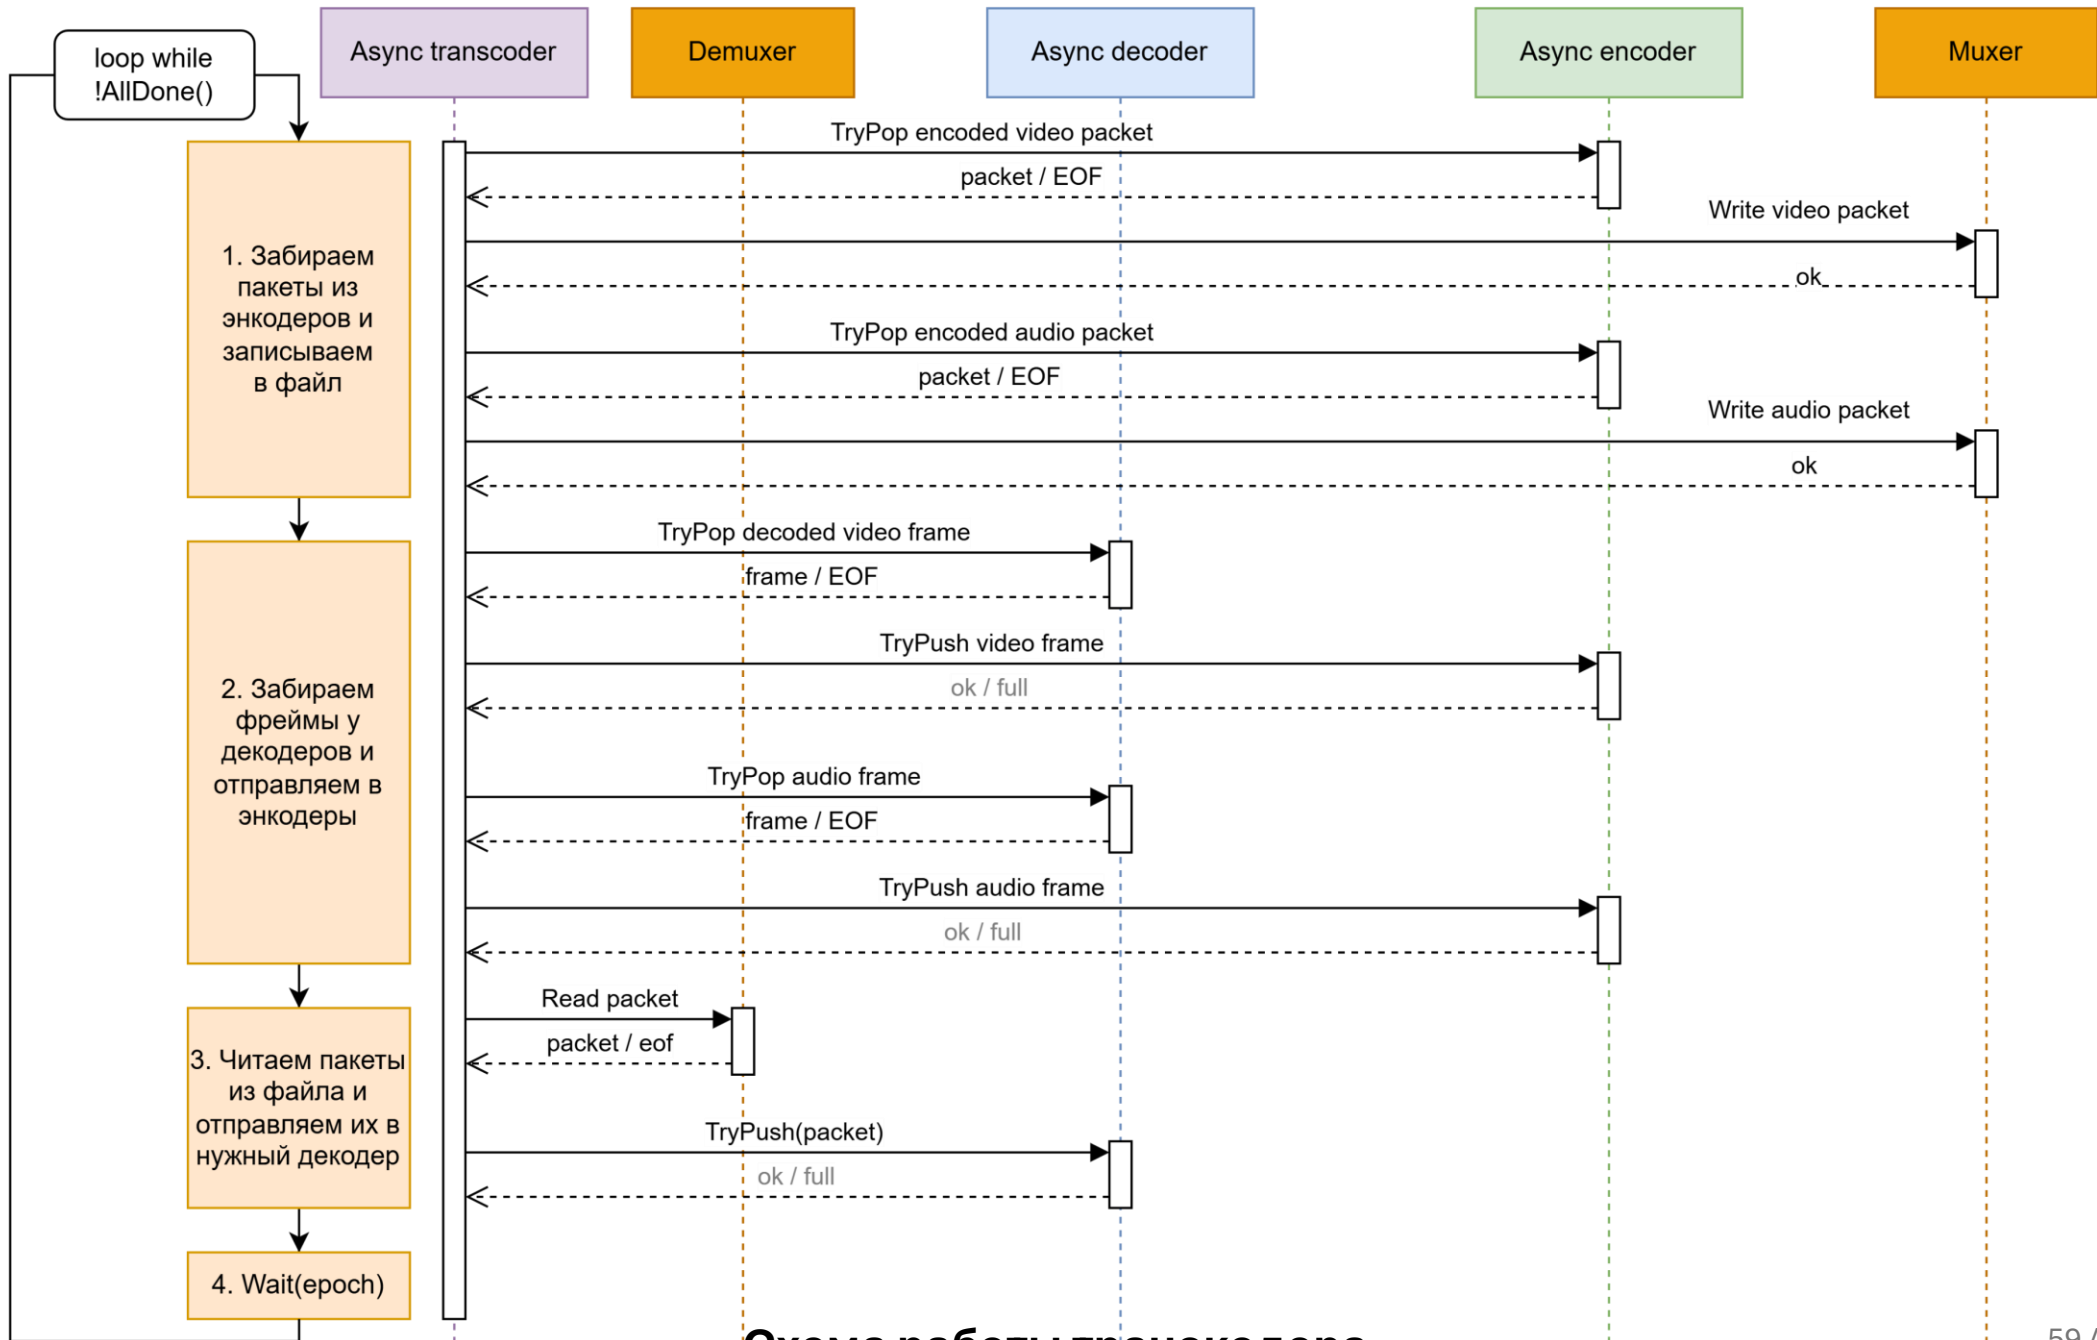 loop while
!AllDone()
Async transcoder
Demuxer
Async decoder
Async encoder
Muxer
1. Забираем
пакеты из
энкодеров и
записываем
в файл
TryPop encoded video packet
packet / EOF
Write video packet
ok
TryPop encoded audio packet
packet / EOF
Write audio packet
ok
2. Забираем
фреймы у
декодеров и
отправляем в
энкодеры
TryPop decoded video frame
frame / EOF
TryPush video frame
ok / full
TryPop audio frame
frame / EOF
TryPush audio frame
ok / full
3. Читаем пакеты
из файла и
отправляем их в
нужный декодер
Read packet
packet / eof
TryPush(packet)
ok / full
4. Wait(epoch)
Схема работы транскодера
59 /